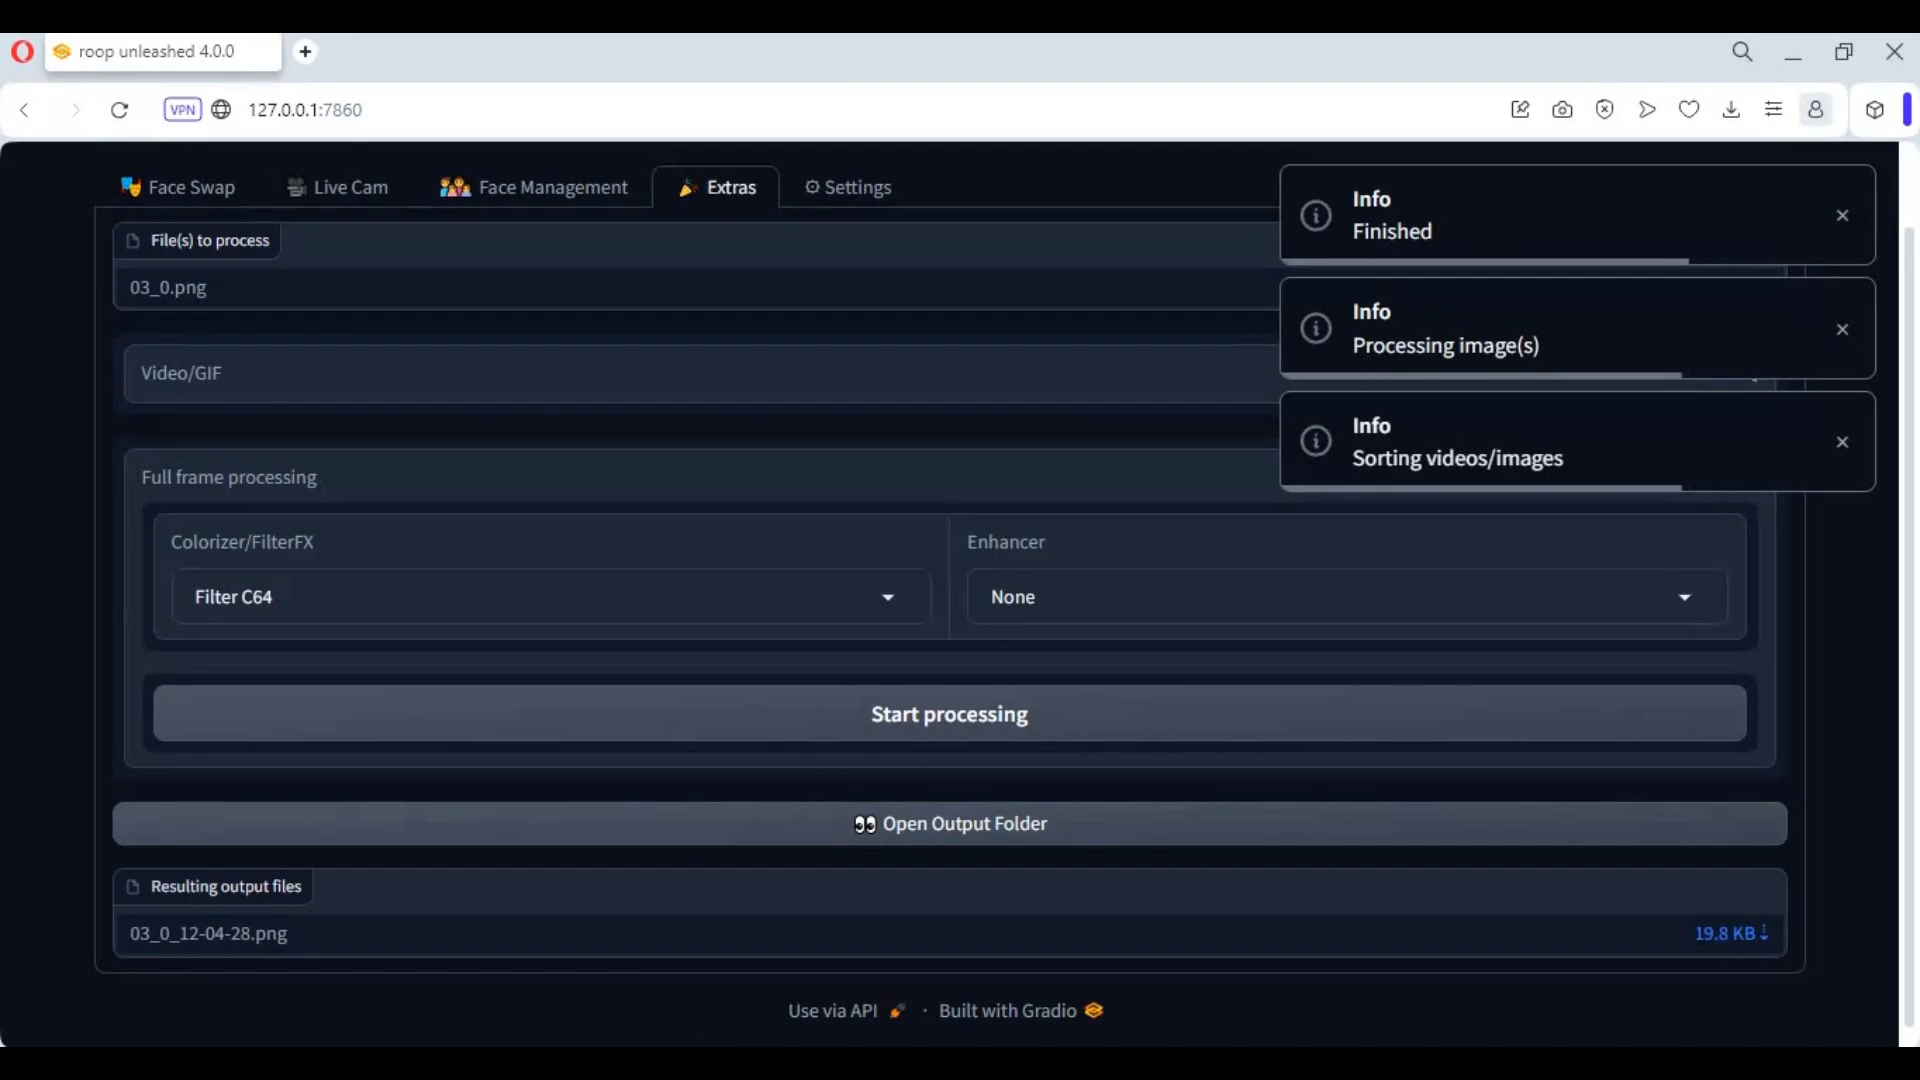 roop unleashed 4.0.0
VPN 127.0.0.1:7860
Face Swap Live Cam Face Management Extras Settings
Info
Finished
File(s) to process
03_0.png
Info
Processing image(s)
Video/GIF
Info
Sorting videos/images
Full frame processing
Colorizer/FilterFX Enhancer
Filter C64 None
Start processing
Open Output Folder
Resulting output files
03_0_12-04-28.png 19.8 KB
Use via API · Built with Gradio